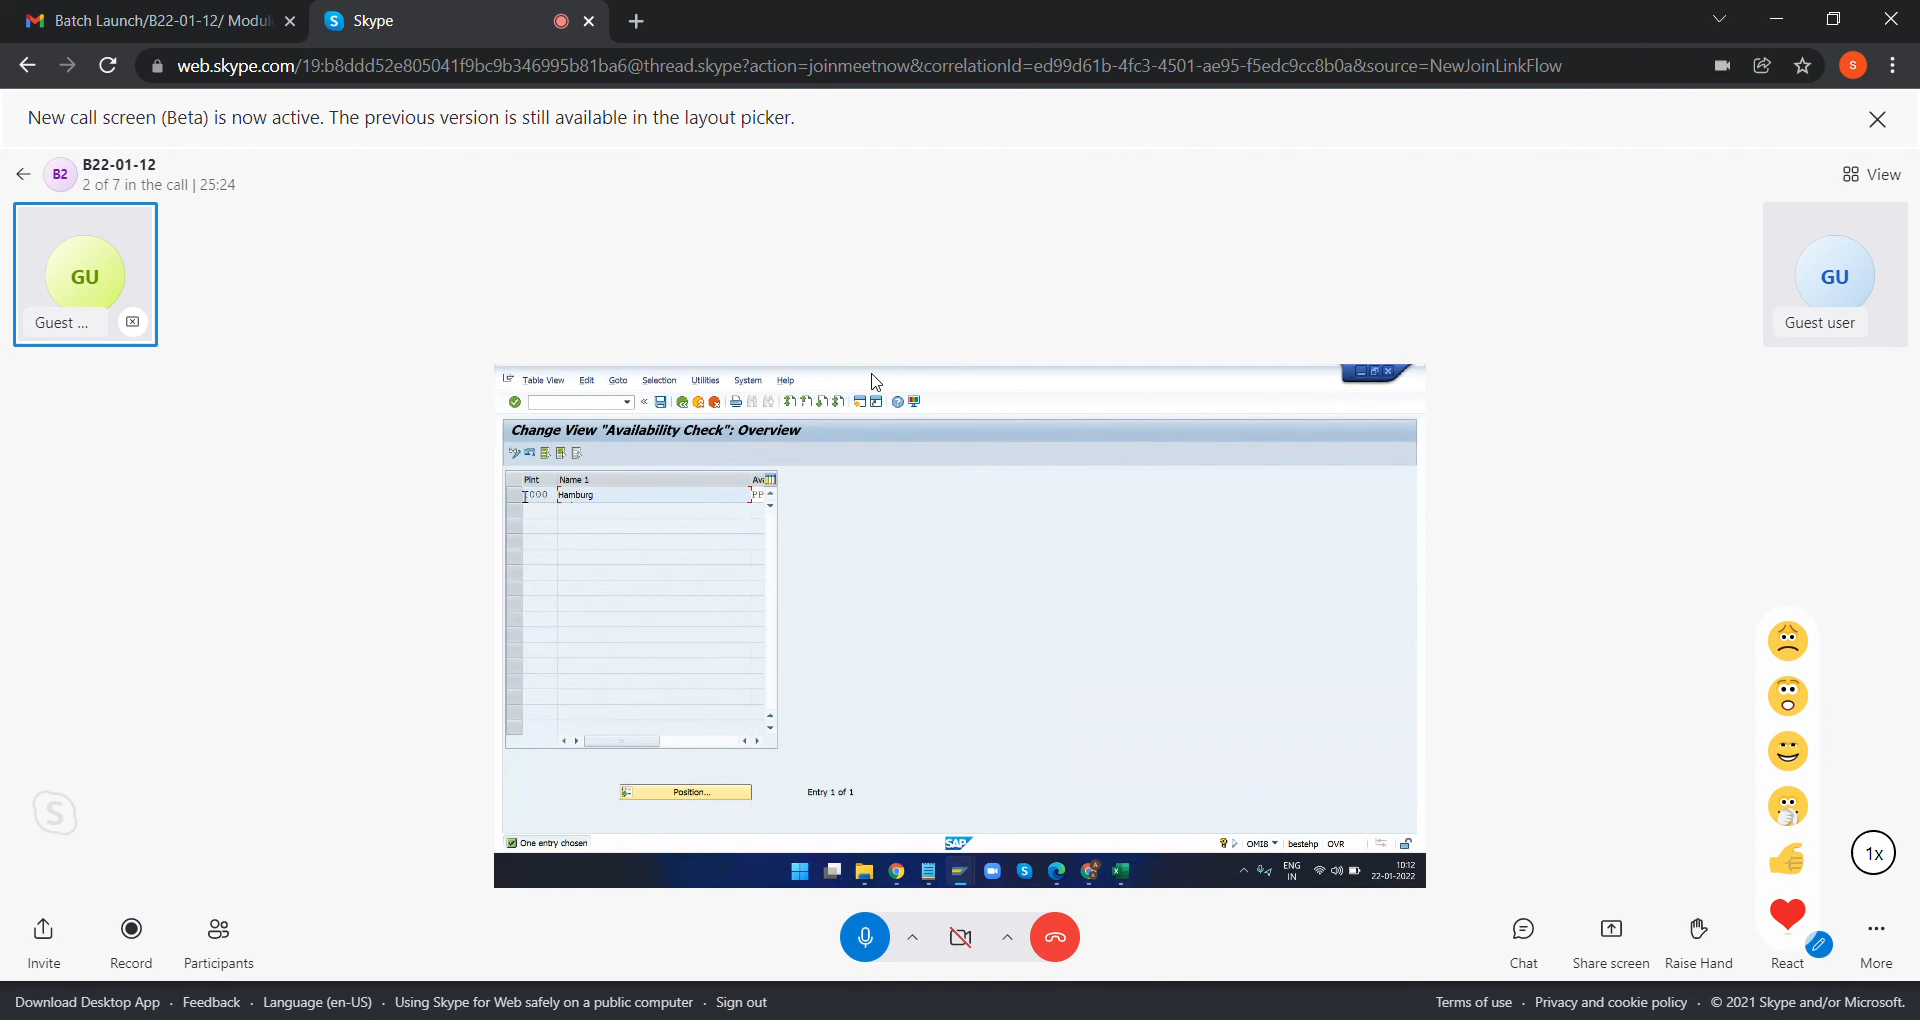 Batch Launch/B22-01-12/ Modul
Skype
web.skype.com/19:b8ddd52e805041f9bc9b346995b81ba6@thread.skype?action=joinmeetnow&correlationId=ed99d61b-4fc3-4501-ae95-f5edc9cc8b0a&source=NewJoinLinkFlow
S
New call screen (Beta) is now active. The previous version is still available in the layout picker.
B2
B22-01-12
2 of 7 in the call | 25:24
View
GU
Guest ...
GU
Guest user
Table View Edit Goto Selection Utilities System Help
Change View "Availability Check": Overview
Plnt Name 1 Ava
1000 Hamburg PP
Position... Entry 1 of 1
One entry chosen
SAP
OMIB bestehp OVR
ENG
IN
10:12
22-01-2022
1x
Invite
Record
Participants
Chat
Share screen
Raise Hand
React
More
Download Desktop App · Feedback · Language (en-US) · Using Skype for Web safely on a public computer · Sign out
Terms of use · Privacy and cookie policy · © 2021 Skype and/or Microsoft.